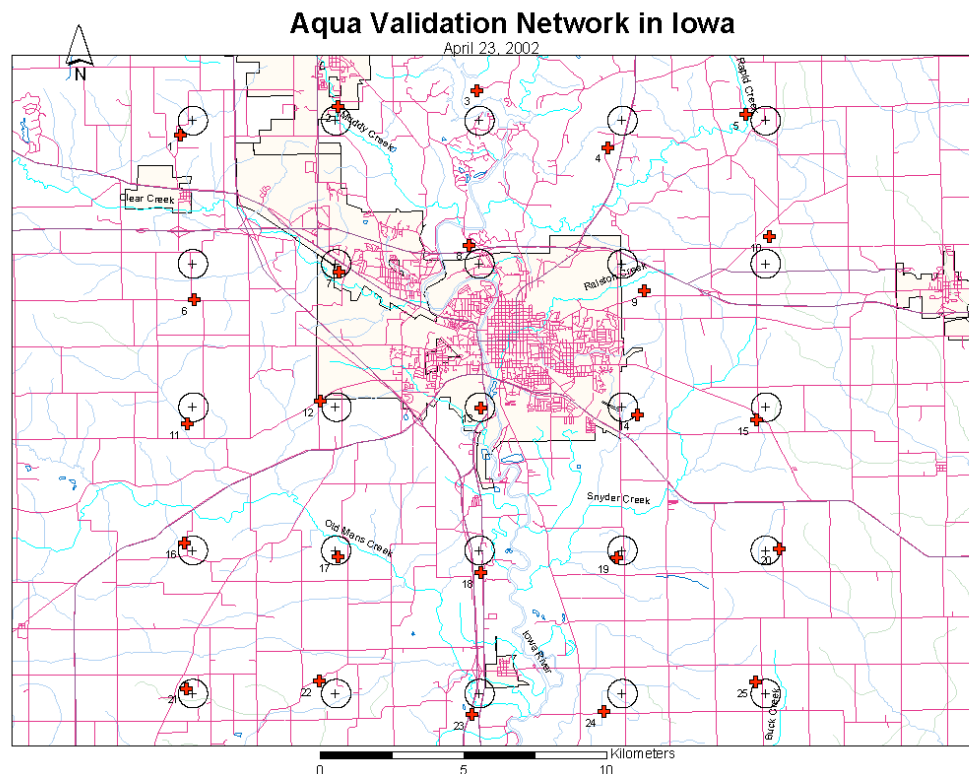 Aqua Validation Network in Iowa
April 23, 2002
N
Rapid Creek
3
2
Muddy Creek
5
1
4
Clear Creek
10
8
7
Ralston Creek
6
9
12
13
14
15
11
Snyder Creek
Old Mans Creek
16
17
19
20
18
Iowa River
22
21
25
23
24
Buck Creek
Kilometers
0
5
10